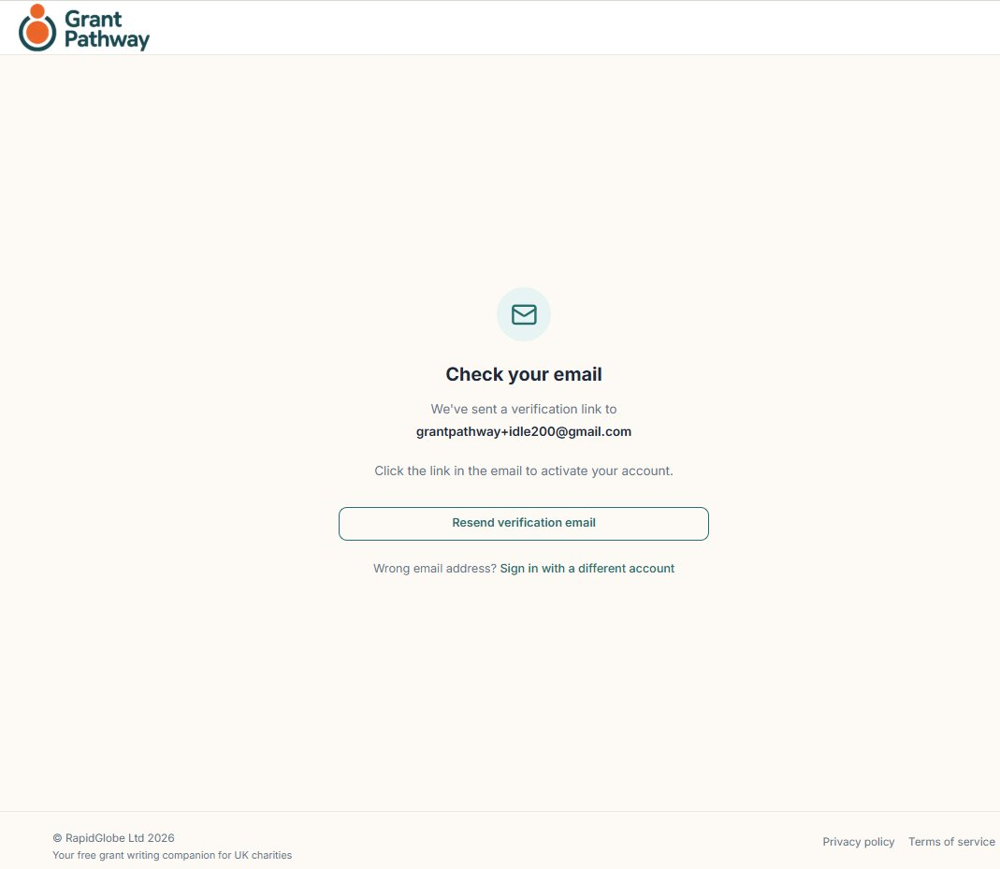 Grant
Pathway
Check your email
We've sent a verification link to
grantpathway+idle200@gmail.com
Click the link in the email to activate your account.
Resend verification email
Wrong email address? Sign in with a different account
© RapidGlobe Ltd 2026
Your free grant writing companion for UK charities
Privacy policy Terms of service